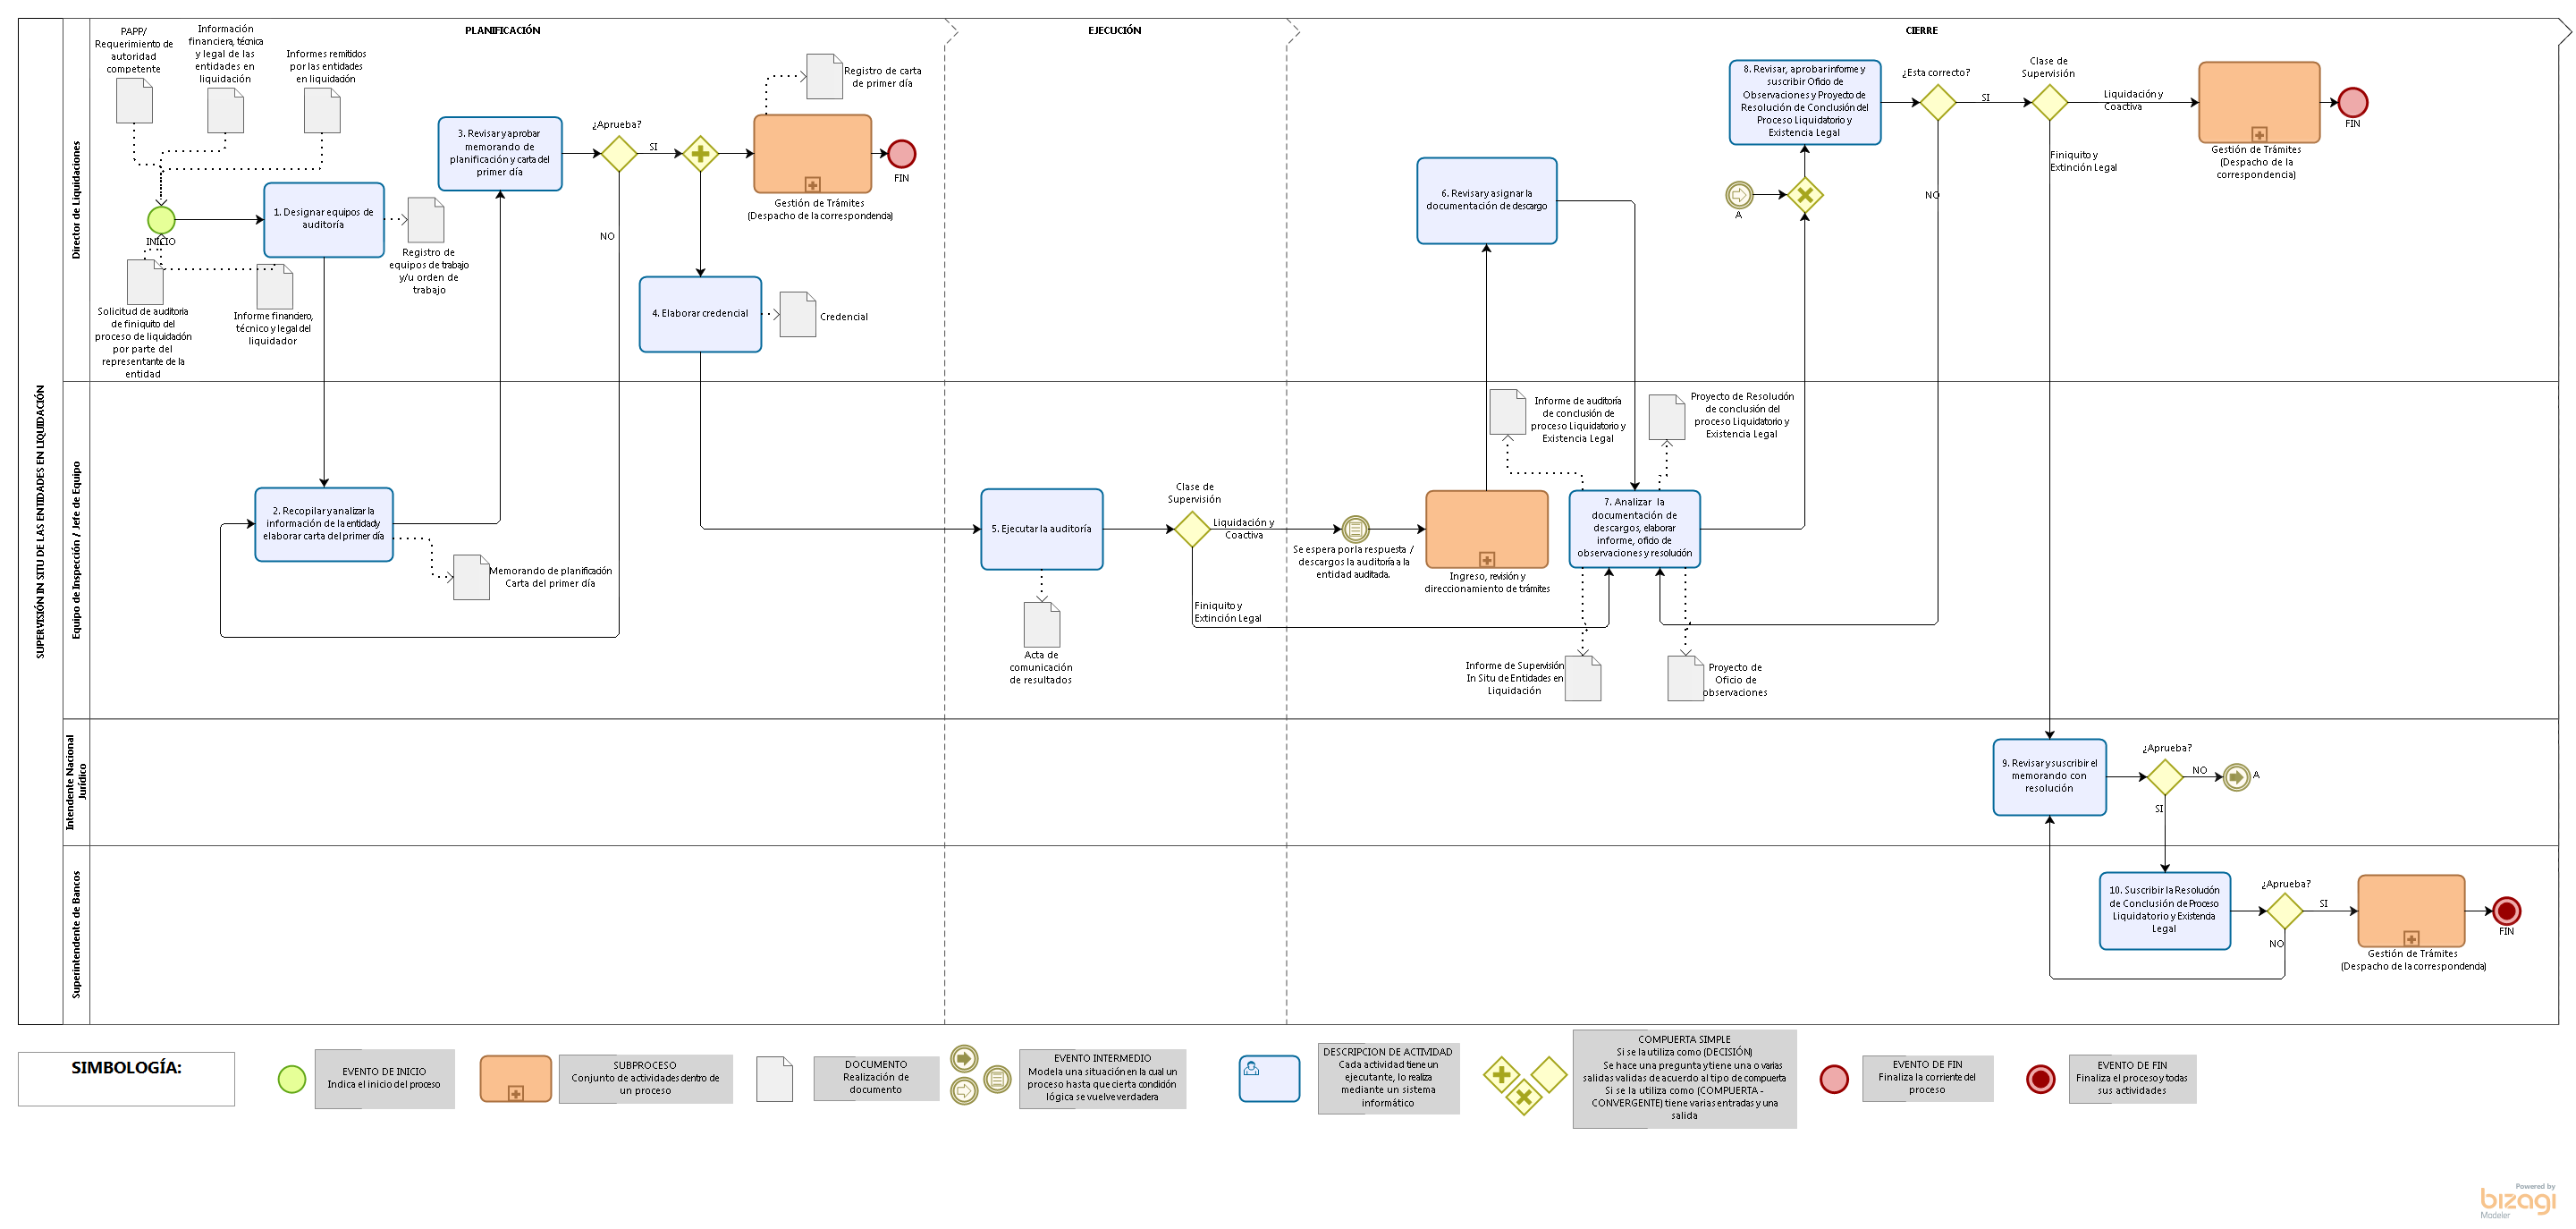 PLANIFICACIÓN
EJECUCIÓN
CIERRE
SUPERVISIÓN IN SITU DE LAS ENTIDADES EN LIQUIDACIÓN
Director de Liquidaciones
PAPP/
Requerimiento de
autoridad
competente
Información
financiera, técnica
y legal de las
entidades en
liquidación
Informes remitidos
por las entidades
en liquidación
INICIO
Solicitud de auditoria
de finiquito del
proceso de liquidación
por parte del
representante de la
entidad
Informe financiero,
técnico y legal del
liquidador
1. Designar equipos de
auditoría
Registro de
equipos de trabajo
y/u orden de
trabajo
3. Revisar y aprobar
memorando de
planificación y carta del
primer día
¿Aprueba?
SI
NO
Registro de carta
de primer día
Gestión de Trámites
(Despacho de la correspondencia)
FIN
4. Elaborar credencial
Credencial
6. Revisar y asignar la
documentación de descargo
8. Revisar, aprobar informe y
suscribir Oficio de
Observaciones y Proyecto de
Resolución de Conclusión del
Proceso Liquidatorio y
Existencia Legal
A
¿Esta correcto?
SI
NO
Clase de
Supervisión
Liquidación y
Coactiva
Finiquito y
Extinción Legal
Gestión de Trámites
(Despacho de la
correspondencia)
FIN
Equipo de Inspección / Jefe de Equipo
2. Recopilar y analizar la
información de la entidad y
elaborar carta del primer día
Memorando de planificación
Carta del primer día
5. Ejecutar la auditoría
Acta de
comunicación
de resultados
Clase de
Supervisión
Liquidación y
Coactiva
Finiquito y
Extinción Legal
Se espera por la respuesta /
descargos la auditoría a la
entidad auditada.
Ingreso, revisión y
direccionamiento de trámites
Informe de auditoría
de conclusión de
proceso Liquidatorio y
Existencia Legal
Proyecto de Resolución
de conclusión del
proceso Liquidatorio y
Existencia Legal
7. Analizar la
documentación de
descargos, elaborar
informe, oficio de
observaciones y resolución
Informe de Supervisión
In Situ de Entidades en
Liquidación
Proyecto de
Oficio de
observaciones
Intendente Nacional
Jurídico
9. Revisar y suscribir el
memorando con
resolución
¿Aprueba?
NO
A
SI
Superintendente de Bancos
10. Suscribir la Resolución
de Conclusión de Proceso
Liquidatorio y Existencia
Legal
¿Aprueba?
SI
NO
Gestión de Trámites
(Despacho de la correspondencia)
FIN
SIMBOLOGÍA:
EVENTO DE INICIO
Indica el inicio del proceso
SUBPROCESO
Conjunto de actividades dentro de
un proceso
DOCUMENTO
Realización de
documento
EVENTO INTERMEDIO
Modela una situación en la cual un
proceso hasta que cierta condición
lógica se vuelve verdadera
DESCRIPCION DE ACTIVIDAD
Cada actividad tiene un
ejecutante, lo realiza
mediante un sistema
informático
COMPUERTA SIMPLE
Si se la utiliza como (DECISIÓN)
Se hace una pregunta y tiene una o varias
salidas validas de acuerdo al tipo de compuerta
Si se la utiliza como (COMPUERTA -
CONVERGENTE) tiene varias entradas y una
salida
EVENTO DE FIN
Finaliza la corriente del
proceso
EVENTO DE FIN
Finaliza el proceso y todas
sus actividades
Powered by
bizagi
Modeler